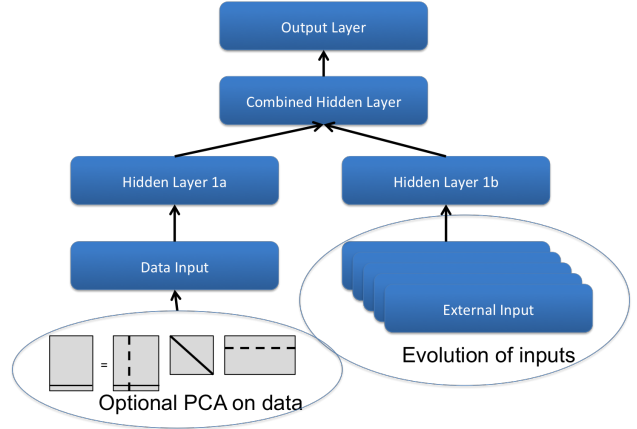 Output Layer
Combined Hidden Layer
Hidden Layer 1a
Hidden Layer 1b
Data Input
External Input
=
Evolution of inputs
Optional PCA on data